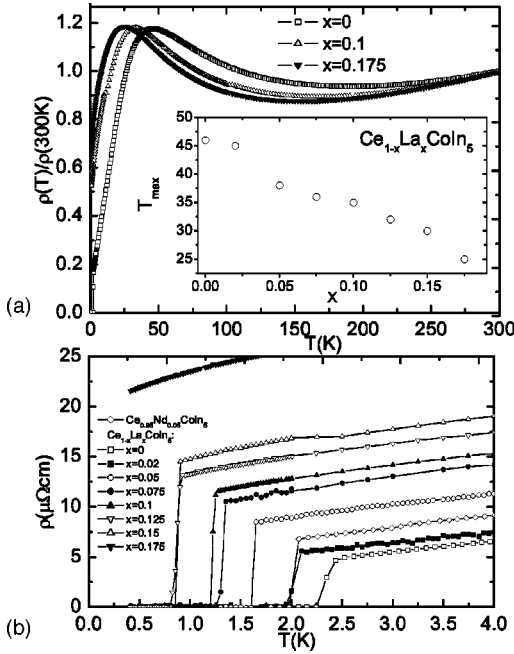 (a)
ρ(T)/ρ(300K)
1.2
1.0
0.8
0.6
0.4
0.2
0.0
x=0
x=0.1
x=0.175
Ce1-xLaxCoIn5
Tmax
45
40
35
30
25
0.00 0.05 0.10 0.15
x
0 50 100 150 200 250 300
T(K)
(b)
ρ(μΩcm)
25
20
15
10
5
0
Ce0.95Nd0.05CoIn5
Ce1-xLaxCoIn5:
x=0
x=0.02
x=0.05
x=0.075
x=0.1
x=0.125
x=0.15
x=0.175
0.0 0.5 1.0 1.5 2.0 2.5 3.0 3.5 4.0
T(K)